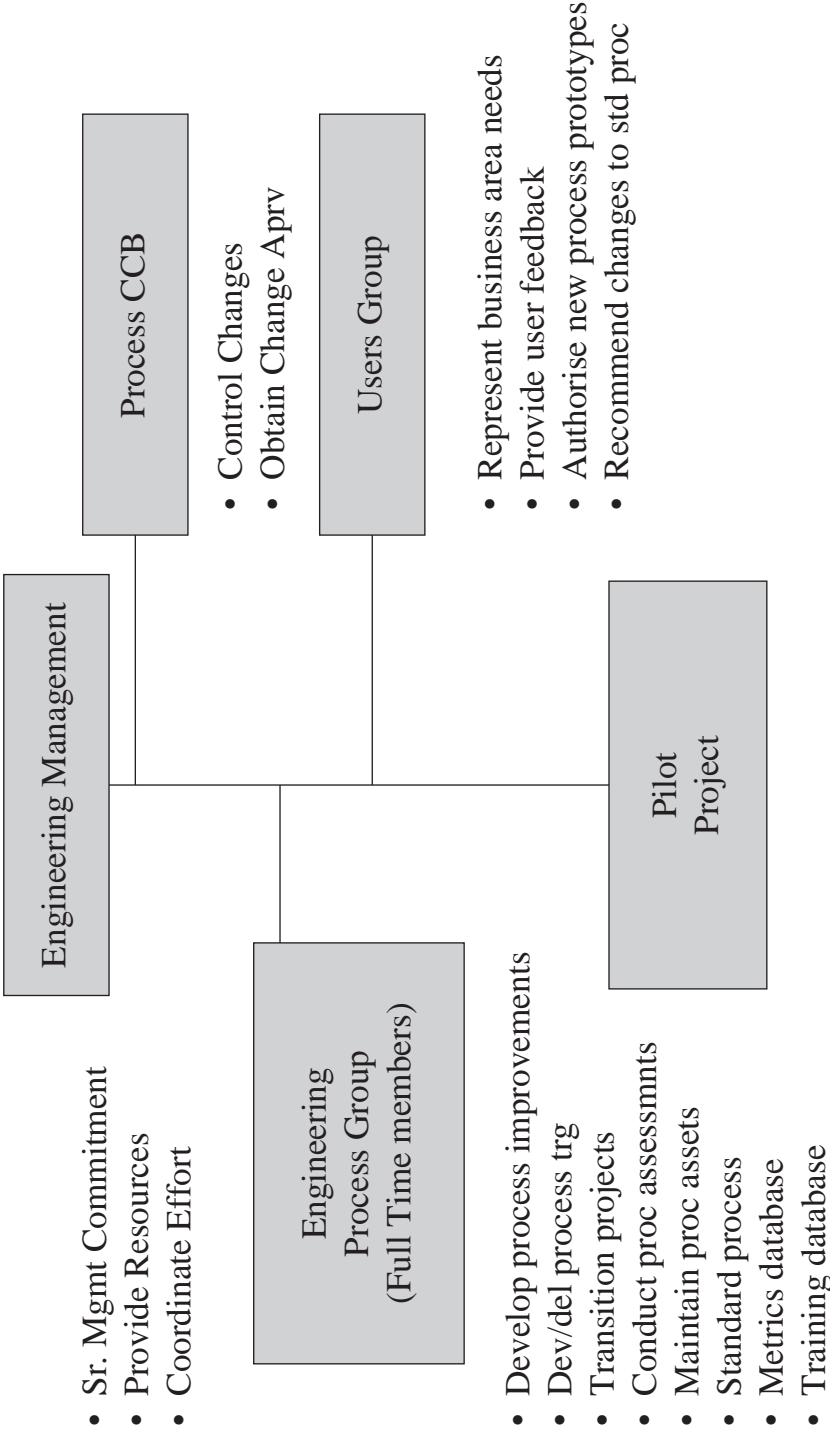 Engineering Management
• Sr. Mgmt Commitment
• Provide Resources
• Coordinate Effort
Process CCB
• Control Changes
• Obtain Change Aprv
Engineering
Process Group
(Full Time members)
• Develop process improvements
• Dev/del process trg
• Transition projects
• Conduct proc assessmnts
• Maintain proc assets
• Standard process
• Metrics database
• Training database
Users Group
• Represent business area needs
• Provide user feedback
• Authorise new process prototypes
• Recommend changes to std proc
Pilot
Project